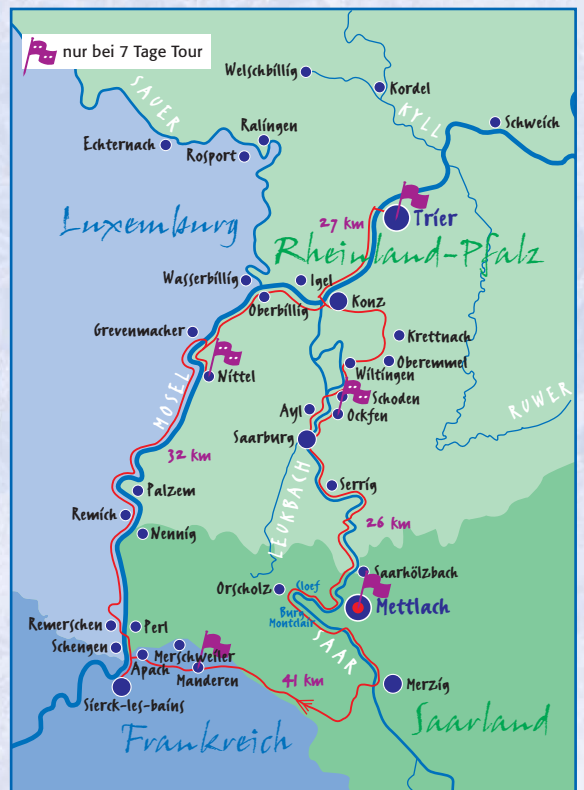 nur bei 7 Tage Tour
Welschbillig
Kordel
SAUER
KYLL
Schweich
Ralingen
Echternach
Rosport
Trier
27 km
Luxemburg
Rheinland-Pfalz
Wasserbillig
Igel
Oberbillig
Konz
Grevenmacher
Krettnach
Oberemmel
Wiltingen
Nittel
MOSEL
Schoden
RUWER
Ayl
Ockfen
Saarburg
32 km
LEUKBACH
Serrig
Palzem
Remich
26 km
Nennig
Saarhölzbach
Orscholz
Cloef
Mettlach
Burg
Montclair
SAAR
Remerschen
Perl
Schengen
Merschweiler
Apach
Manderen
41 km
Merzig
Sierck-les-bains
Saarland
Frankreich